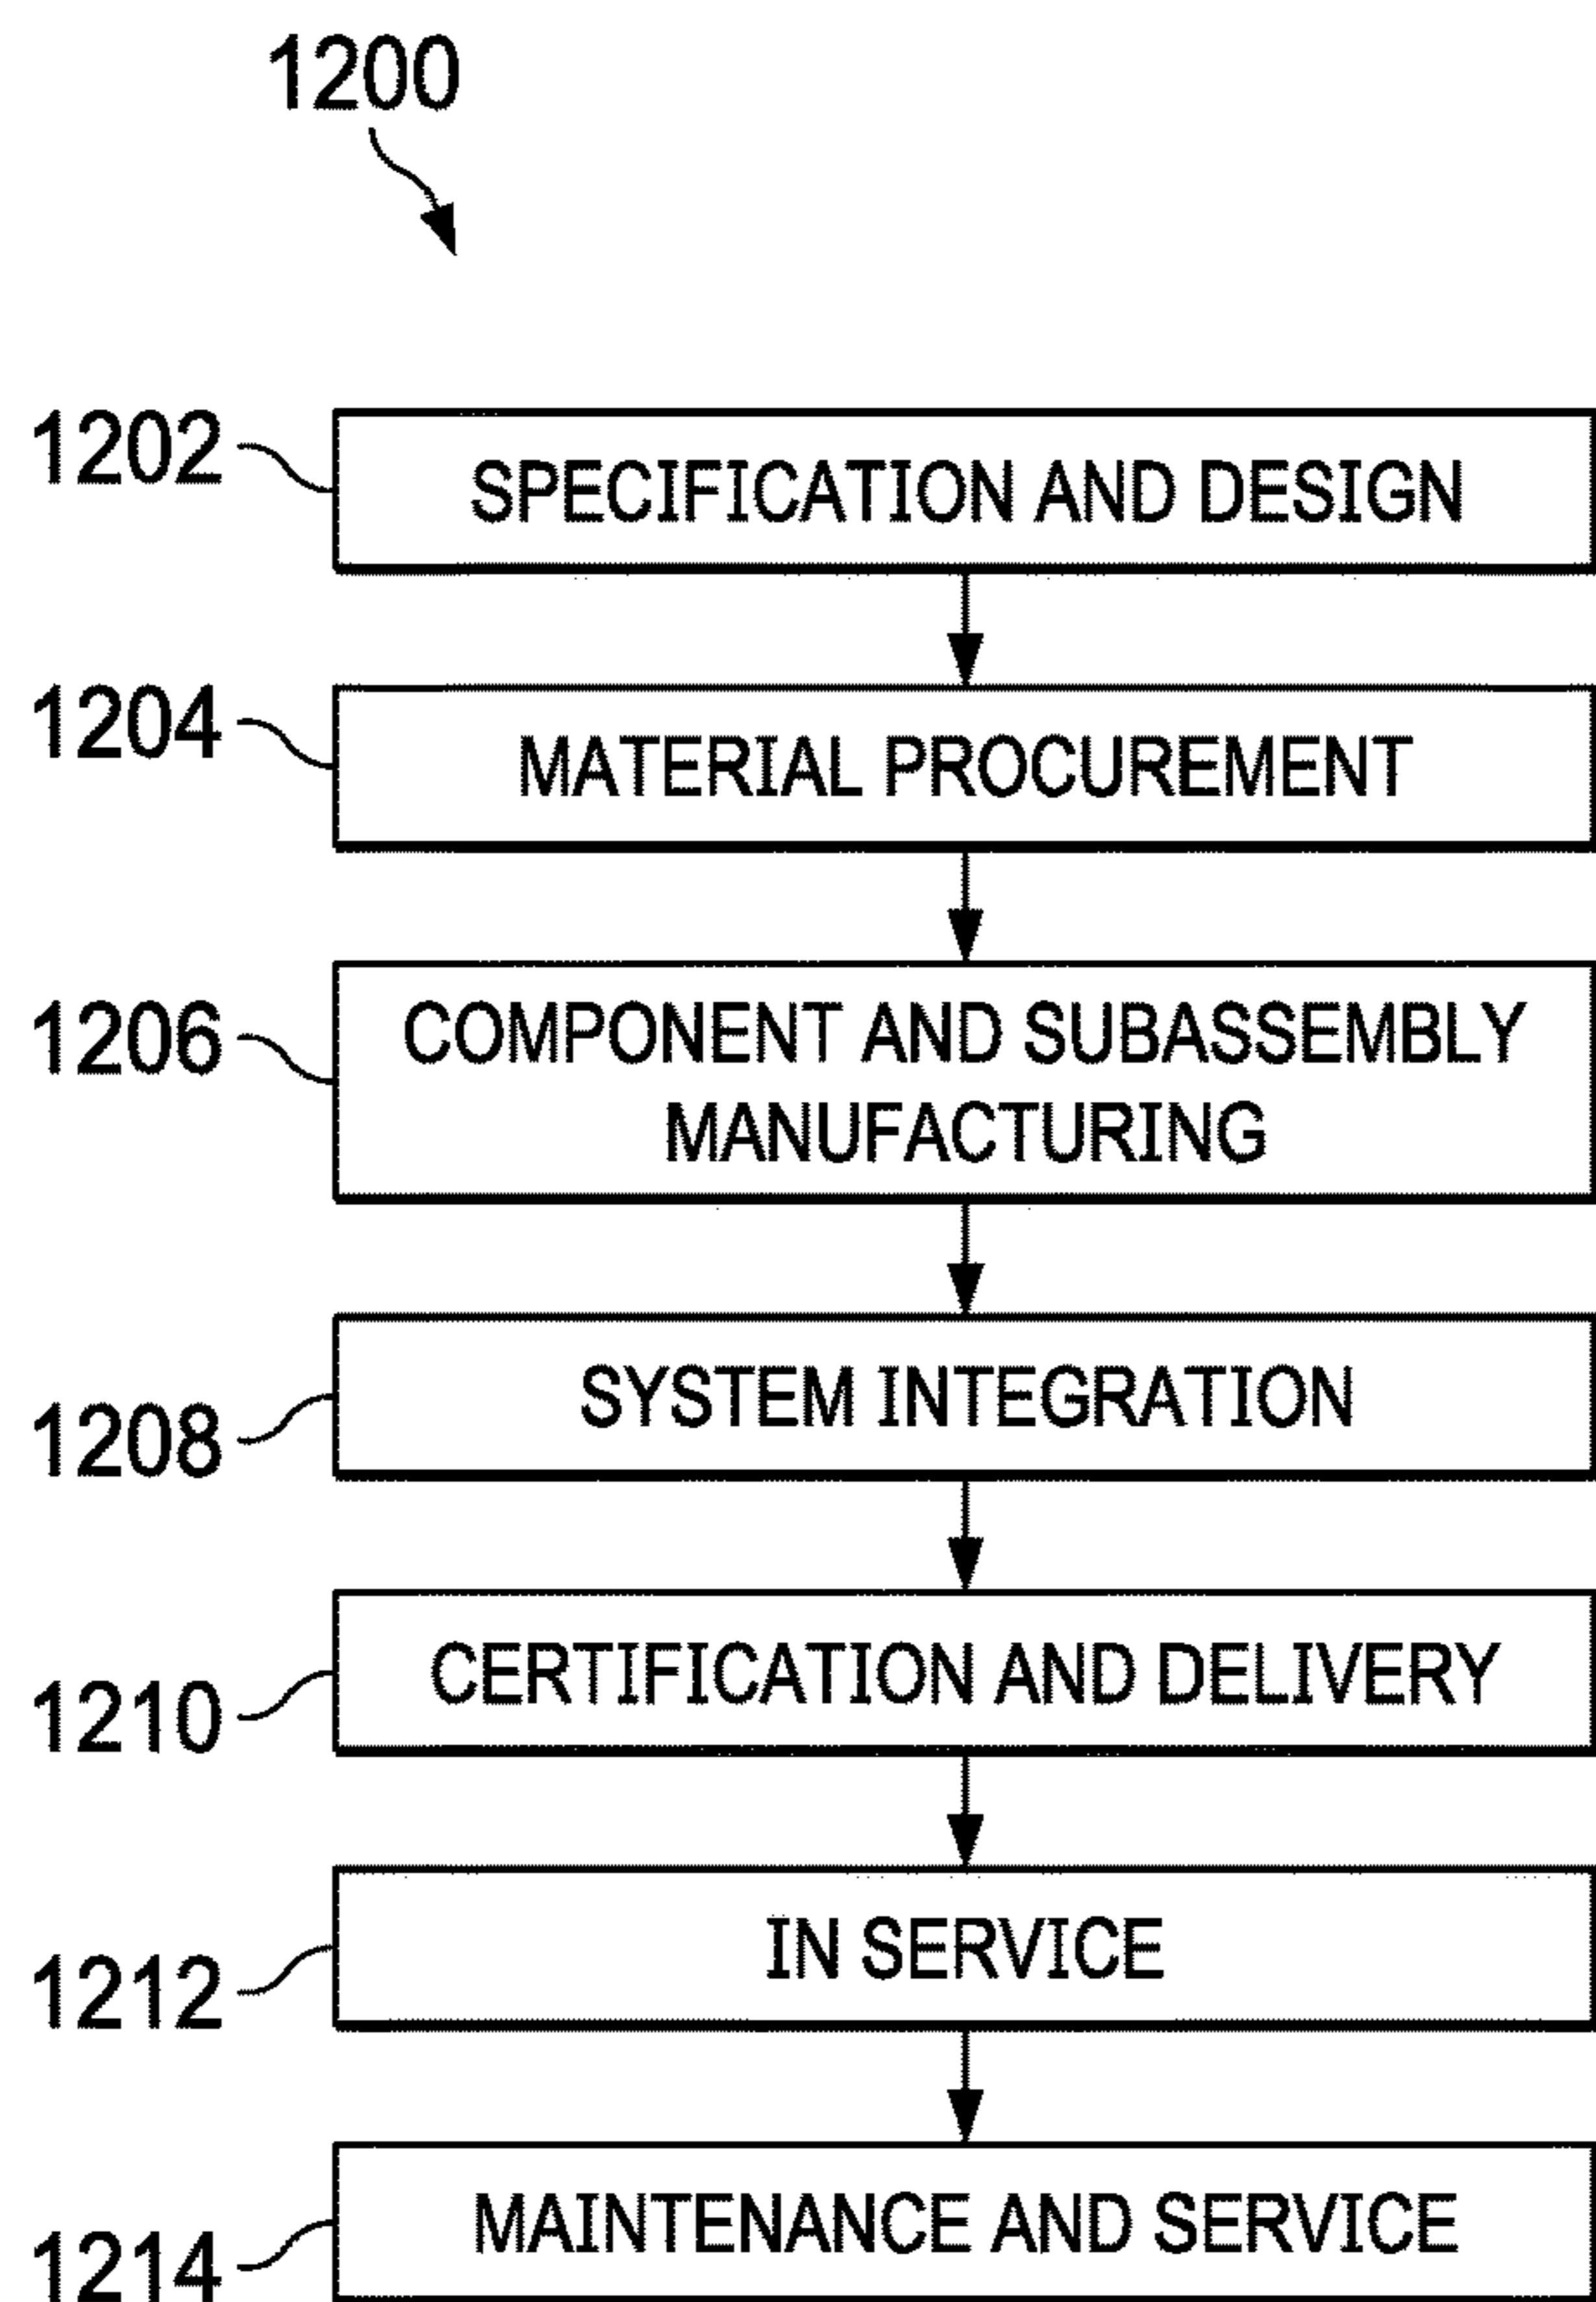 1200
1202 SPECIFICATION AND DESIGN
1204 MATERIAL PROCUREMENT
1206 COMPONENT AND SUBASSEMBLY
MANUFACTURING
1208 SYSTEM INTEGRATION
1210 CERTIFICATION AND DELIVERY
1212 IN SERVICE
1214 MAINTENANCE AND SERVICE